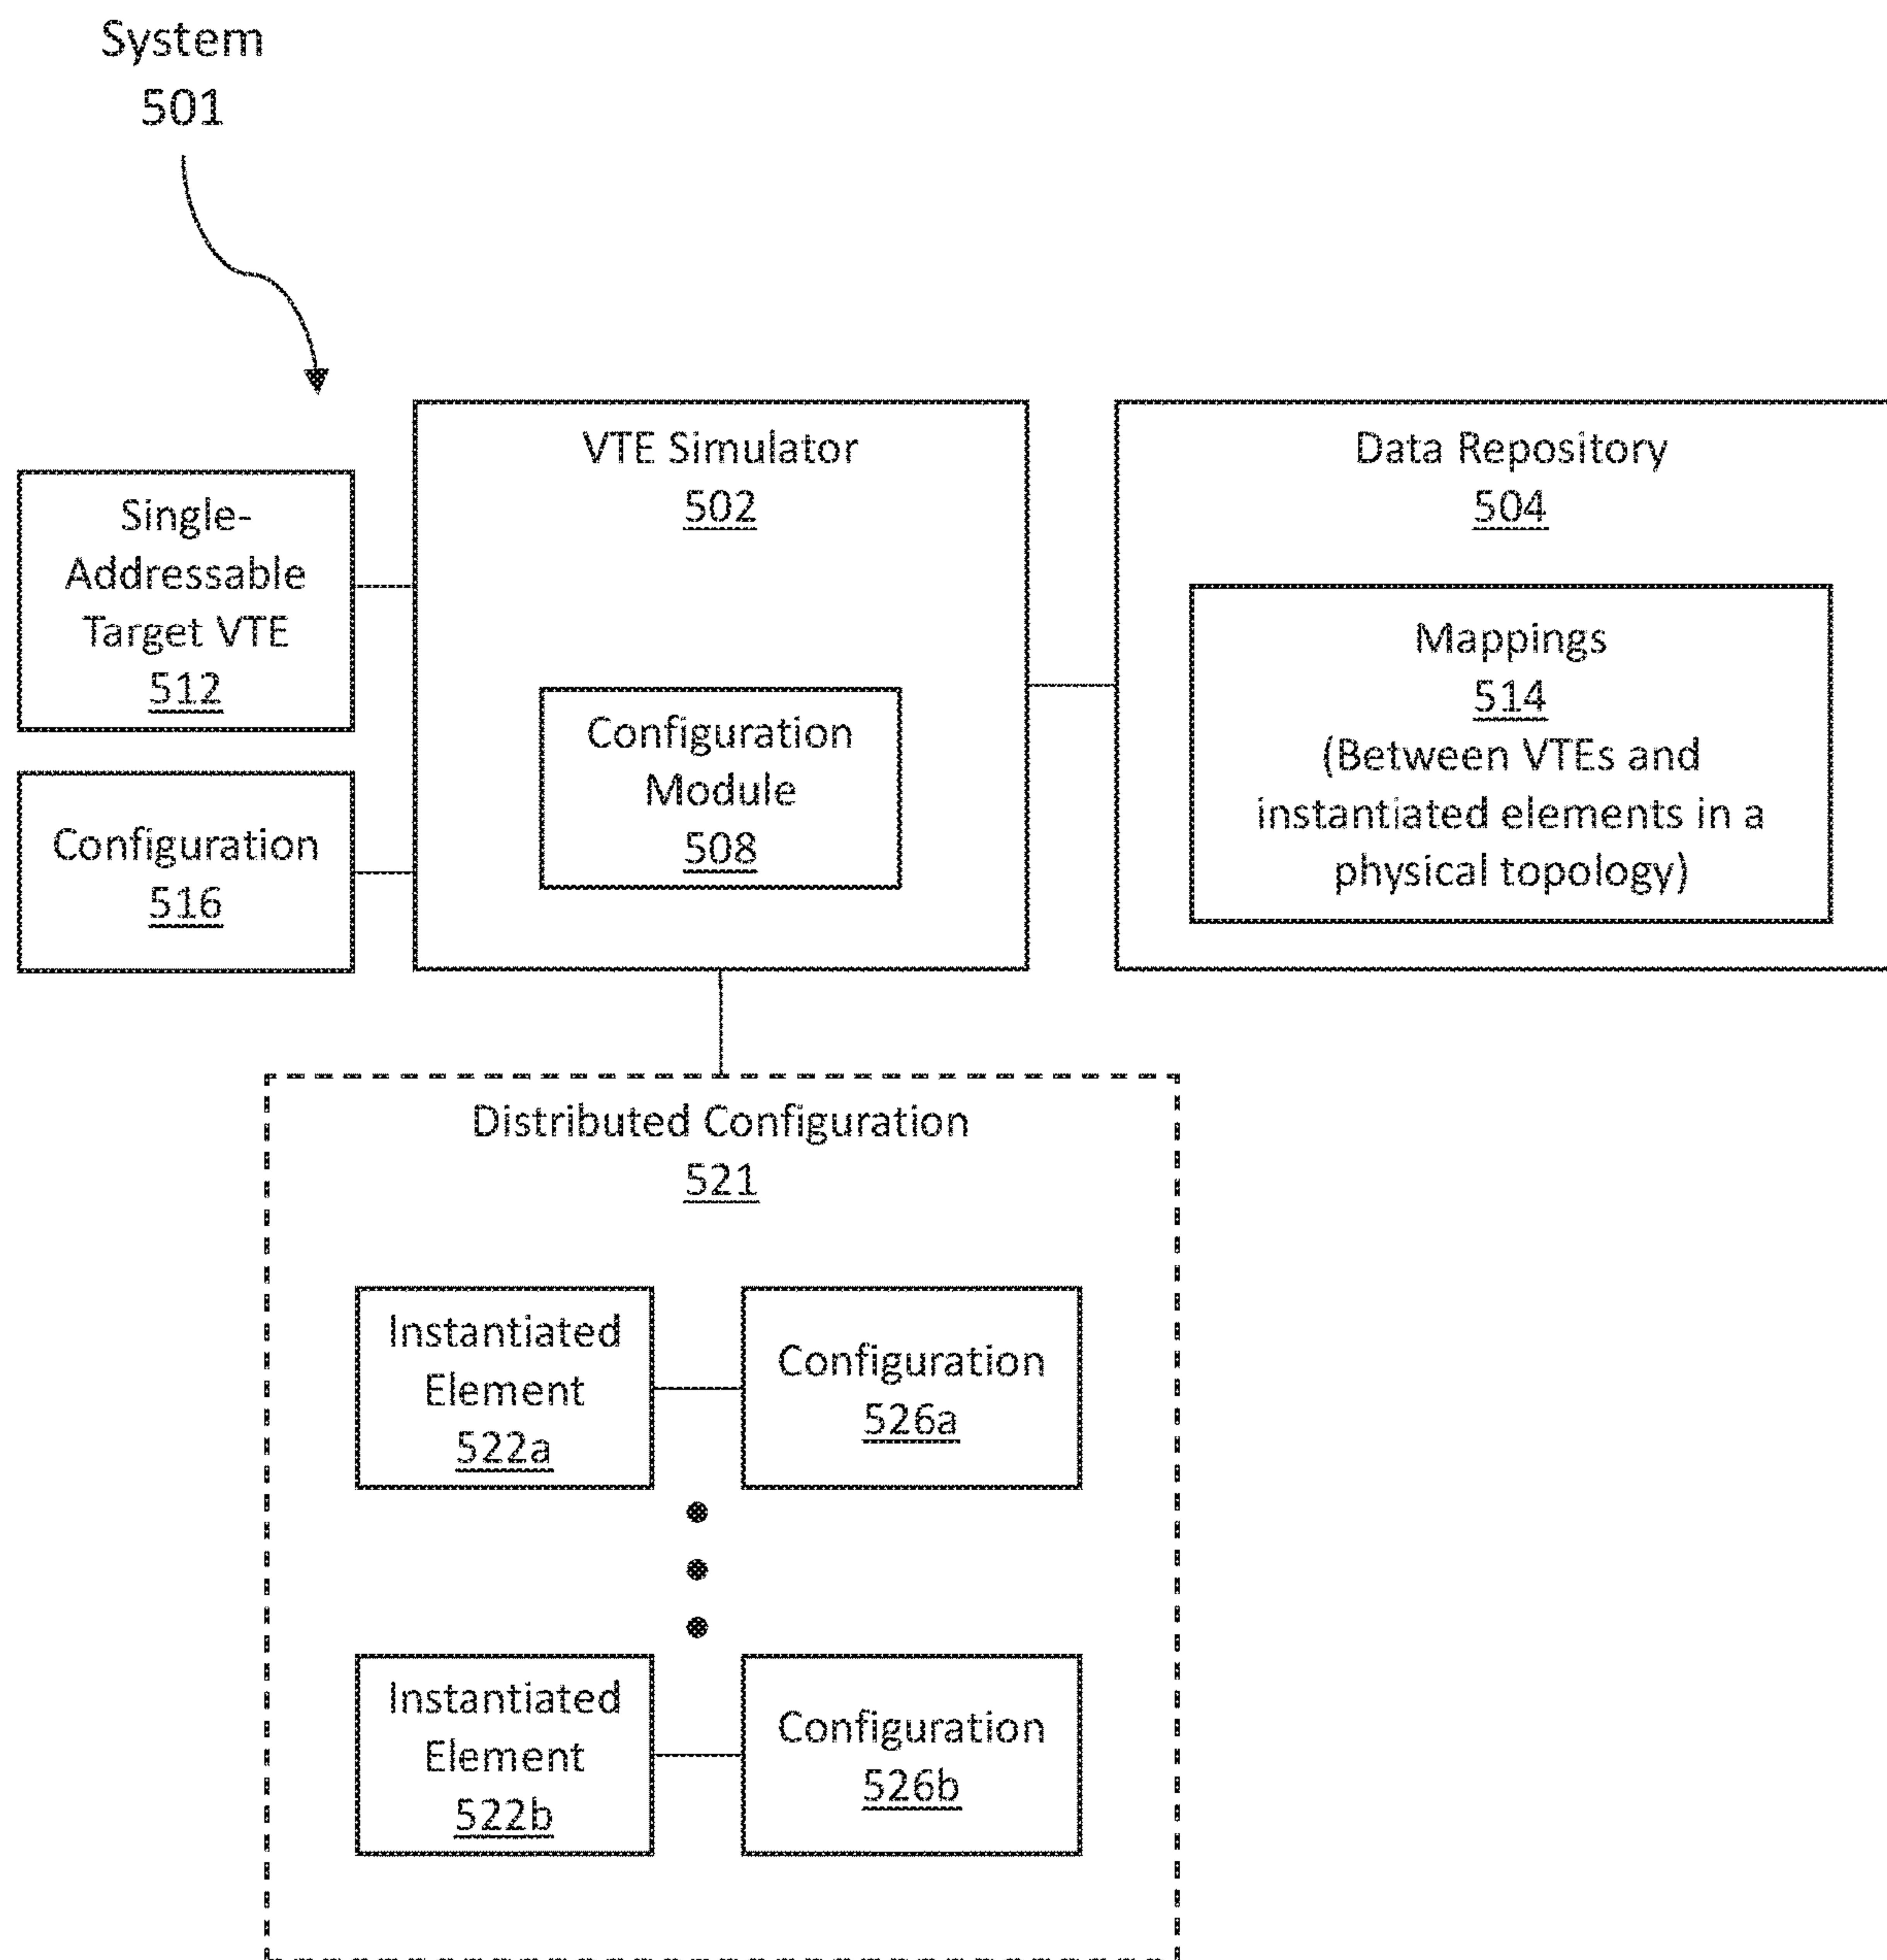 System
501
VTE Simulator
502
Data Repository
504
Single-
Addressable
Target VTE
512
Mappings
514
(Between VTEs and
instantiated elements in a
physical topology)
Configuration
Module
508
Configuration
516
Distributed Configuration
521
Instantiated
Element
522a
Configuration
526a
Instantiated
Element
522b
Configuration
526b